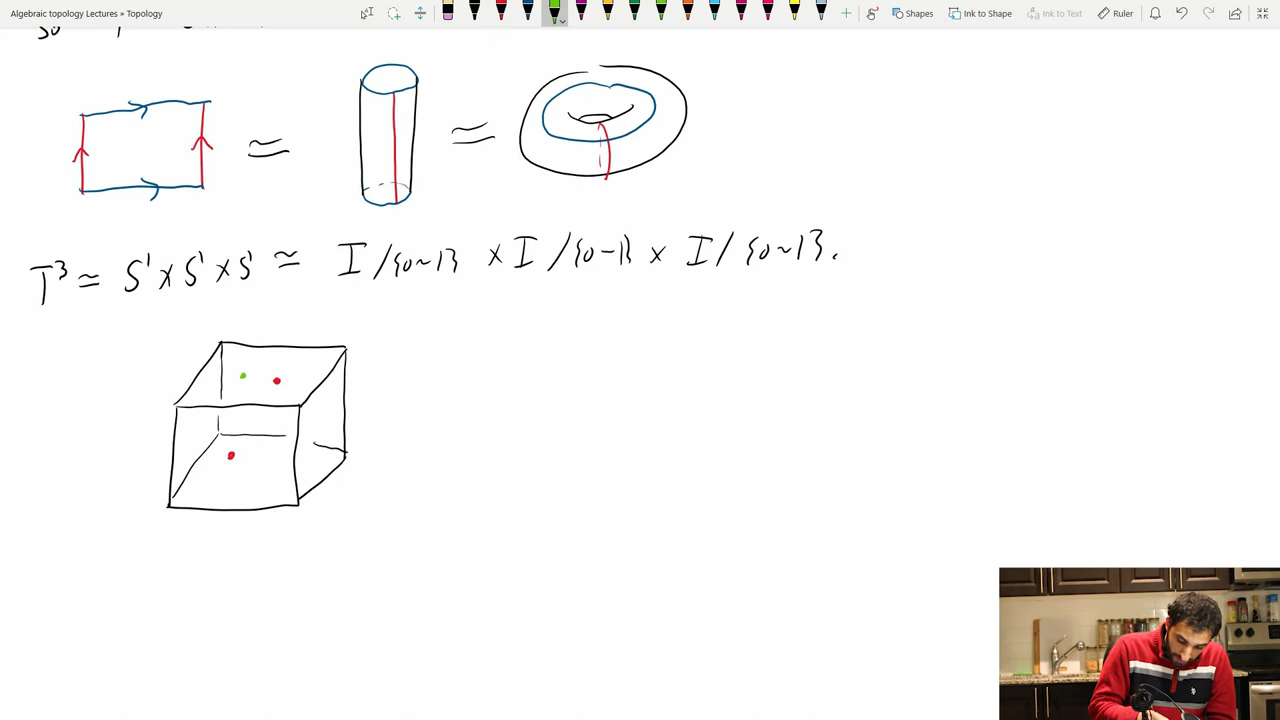 Algebraic topology Lectures » Topology
Shapes
Ink to Shape
Ink to Text
Ruler
so
≃ ≃
T³ ≃ S¹ × S¹ × S¹ ≃ I/{0~1} × I/{0~1} × I/{0~1}.